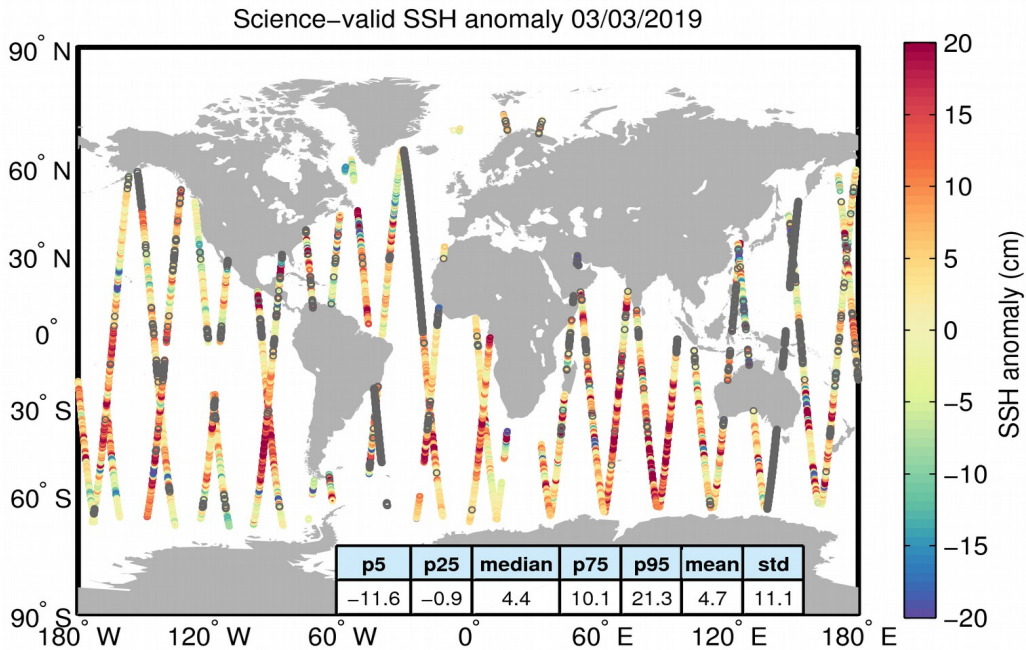 Science−valid SSH anomaly 03/03/2019
90° N
60° N
30° N
0°
30° S
60° S
90° S
180° W
120° W
60° W
0°
60° E
120° E
180° E
p5 p25 median p75 p95 mean std
−11.6 −0.9 4.4 10.1 21.3 4.7 11.1
20
15
10
5
0
−5
−10
−15
−20
SSH anomaly (cm)